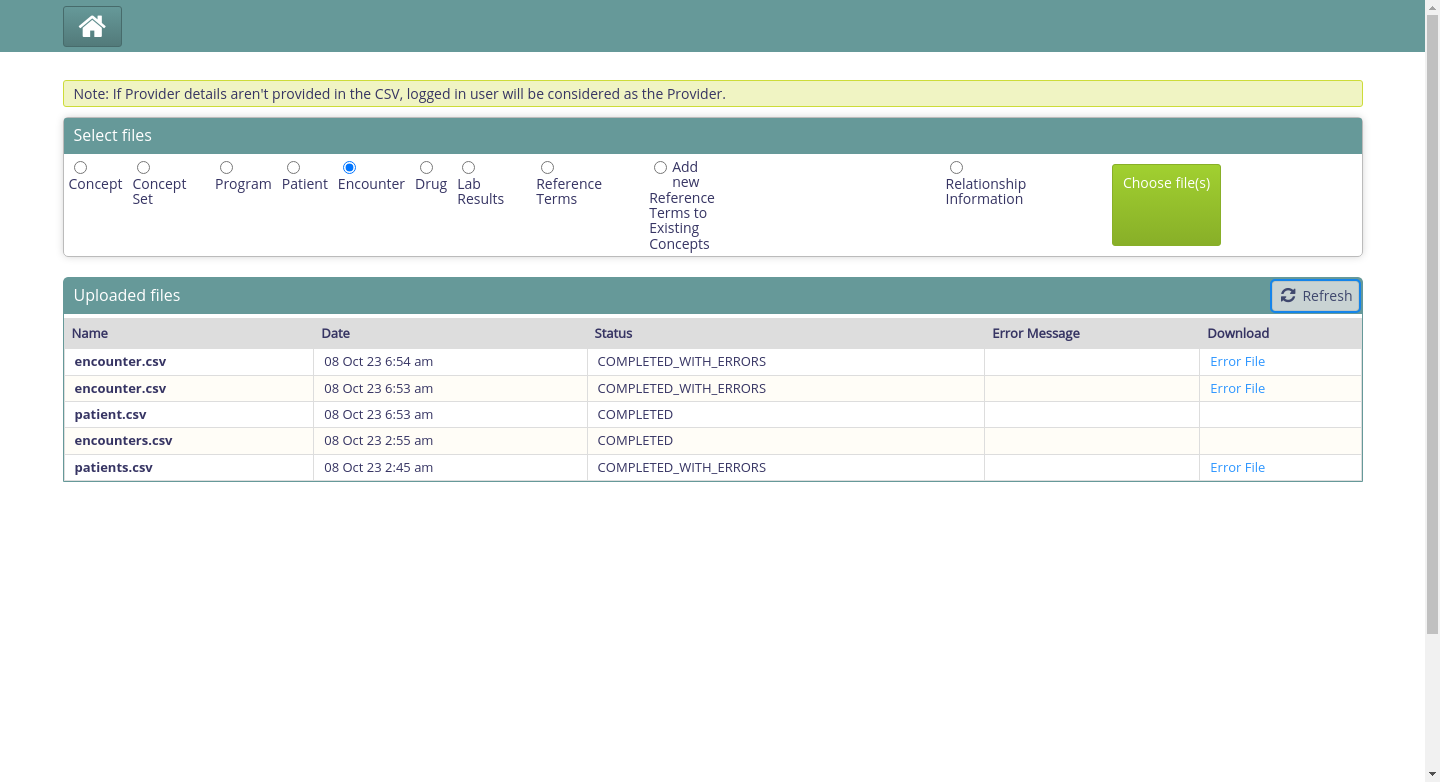 Note: If Provider details aren't provided in the CSV, logged in user will be considered as the Provider.
Select files
Concept
Concept Set
Program
Patient
Encounter
Drug
Lab Results
Reference Terms
Add new Reference Terms to Existing Concepts
Relationship Information
Choose file(s)
Uploaded files
Refresh
Name Date Status Error Message Download
encounter.csv 08 Oct 23 6:54 am COMPLETED_WITH_ERRORS Error File
encounter.csv 08 Oct 23 6:53 am COMPLETED_WITH_ERRORS Error File
patient.csv 08 Oct 23 6:53 am COMPLETED
encounters.csv 08 Oct 23 2:55 am COMPLETED
patients.csv 08 Oct 23 2:45 am COMPLETED_WITH_ERRORS Error File